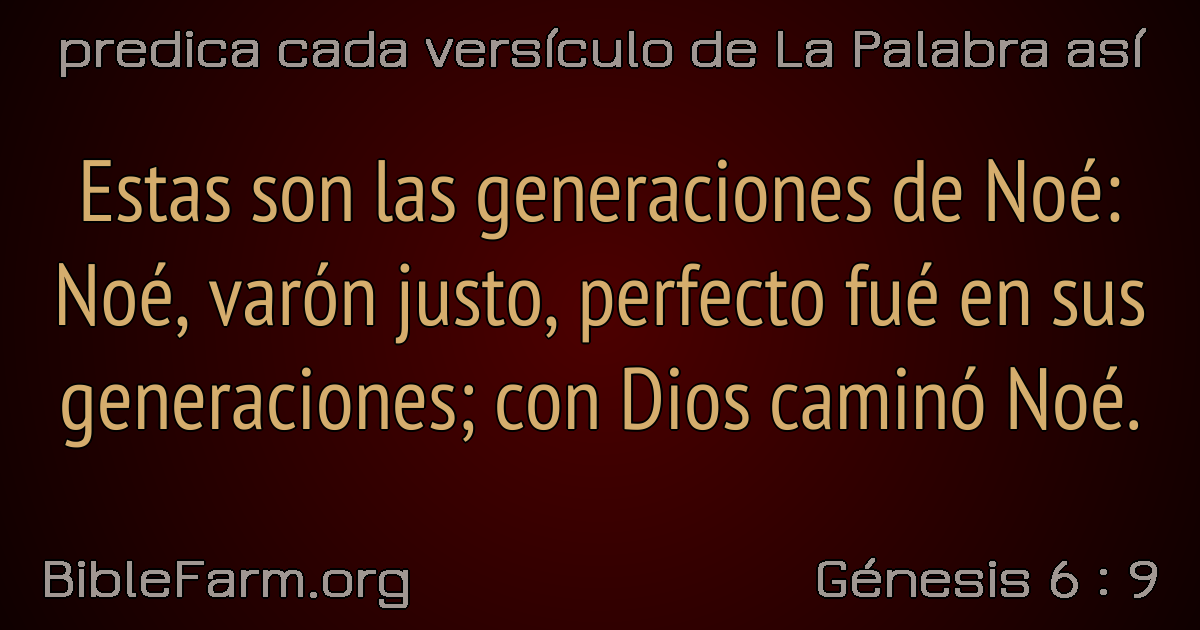 predica cada versículo de La Palabra así
Estas son las generaciones de Noé:
Noé, varón justo, perfecto fué en sus
generaciones; con Dios caminó Noé.
BibleFarm.org
Génesis 6 : 9